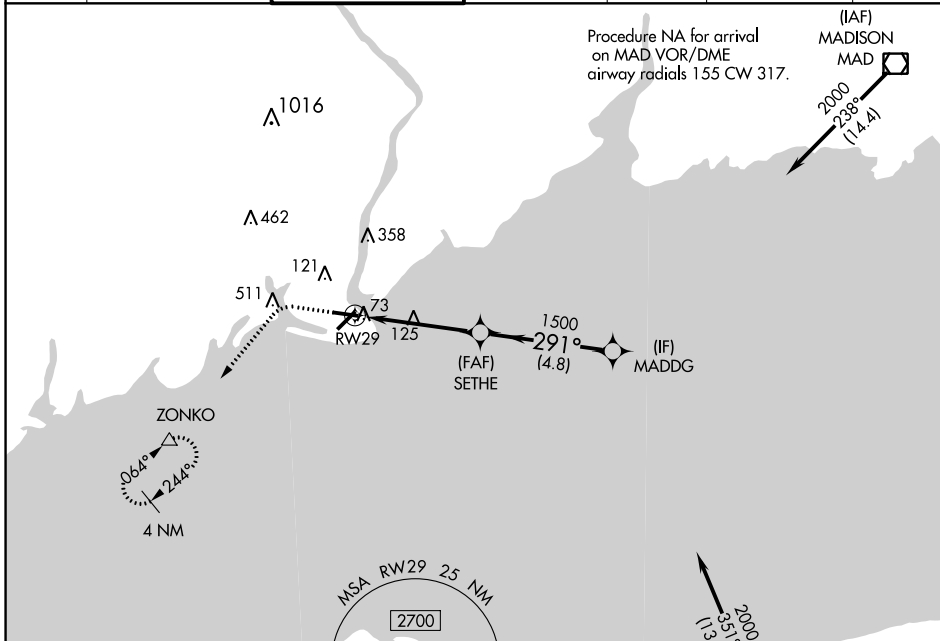 Procedure NA for arrival
on MAD VOR/DME
airway radials 155 CW 317.
(IAF)
MADISON
MAD
2000
238°
(14.4)
1016
462
358
121
511
73
125
RW29
1500
291°
(4.8)
(FAF)
SETHE
(IF)
MADDG
ZONKO
064°
244°
4 NM
MSA RW29 25 NM
2700
2000
351°
(13